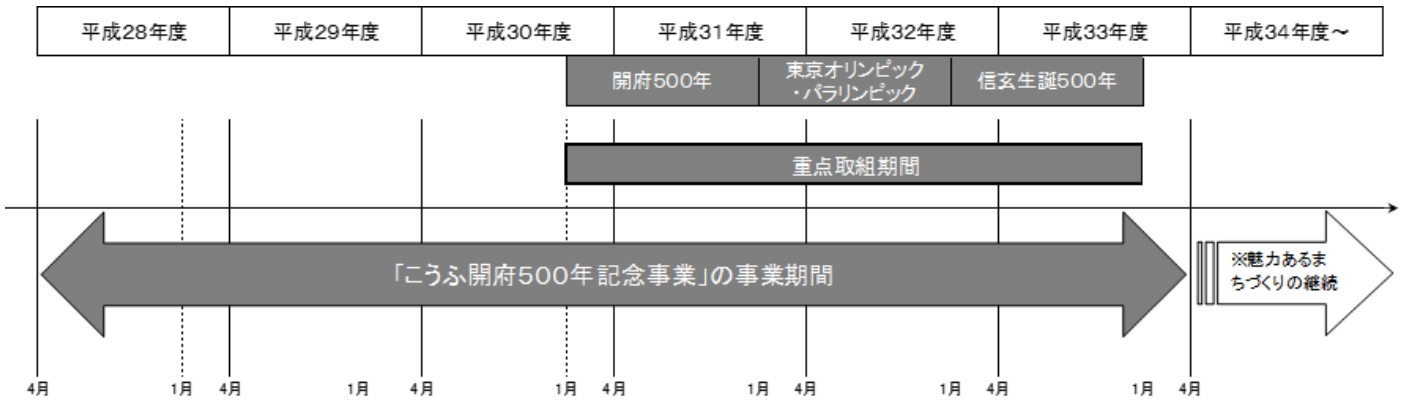 平成28年度 平成29年度 平成30年度 平成31年度 平成32年度 平成33年度 平成34年度～
開府500年
東京オリンピック
・パラリンピック
信玄生誕500年
重点取組期間
「こうふ開府500年記念事業」の事業期間
※魅力あるま
ちづくりの継続
4月 1月 4月 1月 4月 1月 4月 1月 4月 1月 4月 1月 4月